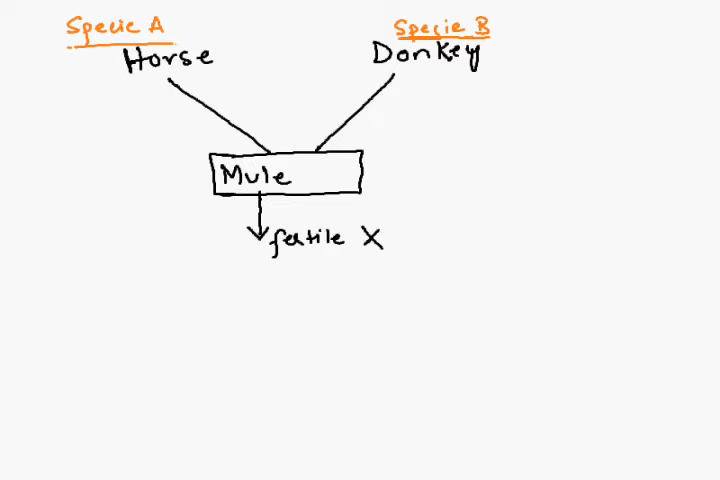 Specie A
Specie B
Horse
Donkey
Mule
fertile X